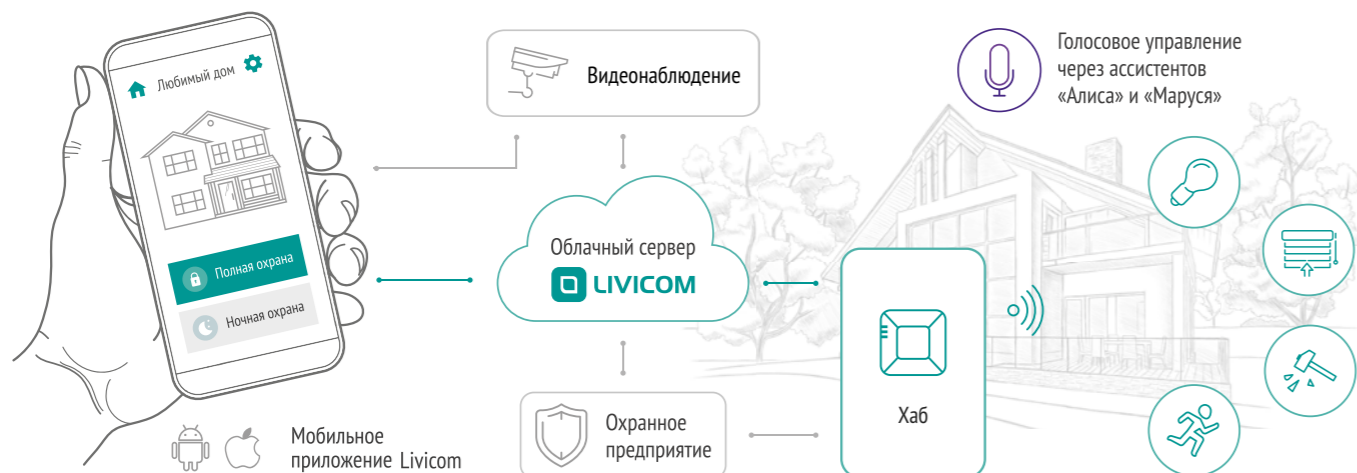 Любимый дом
Полная охрана
Ночная охрана
Мобильное
приложение Livicom
Видеонаблюдение
Облачный сервер
LIVICOM
Охранное
предприятие
Хаб
Голосовое управление
через ассистентов
«Алиса» и «Маруся»